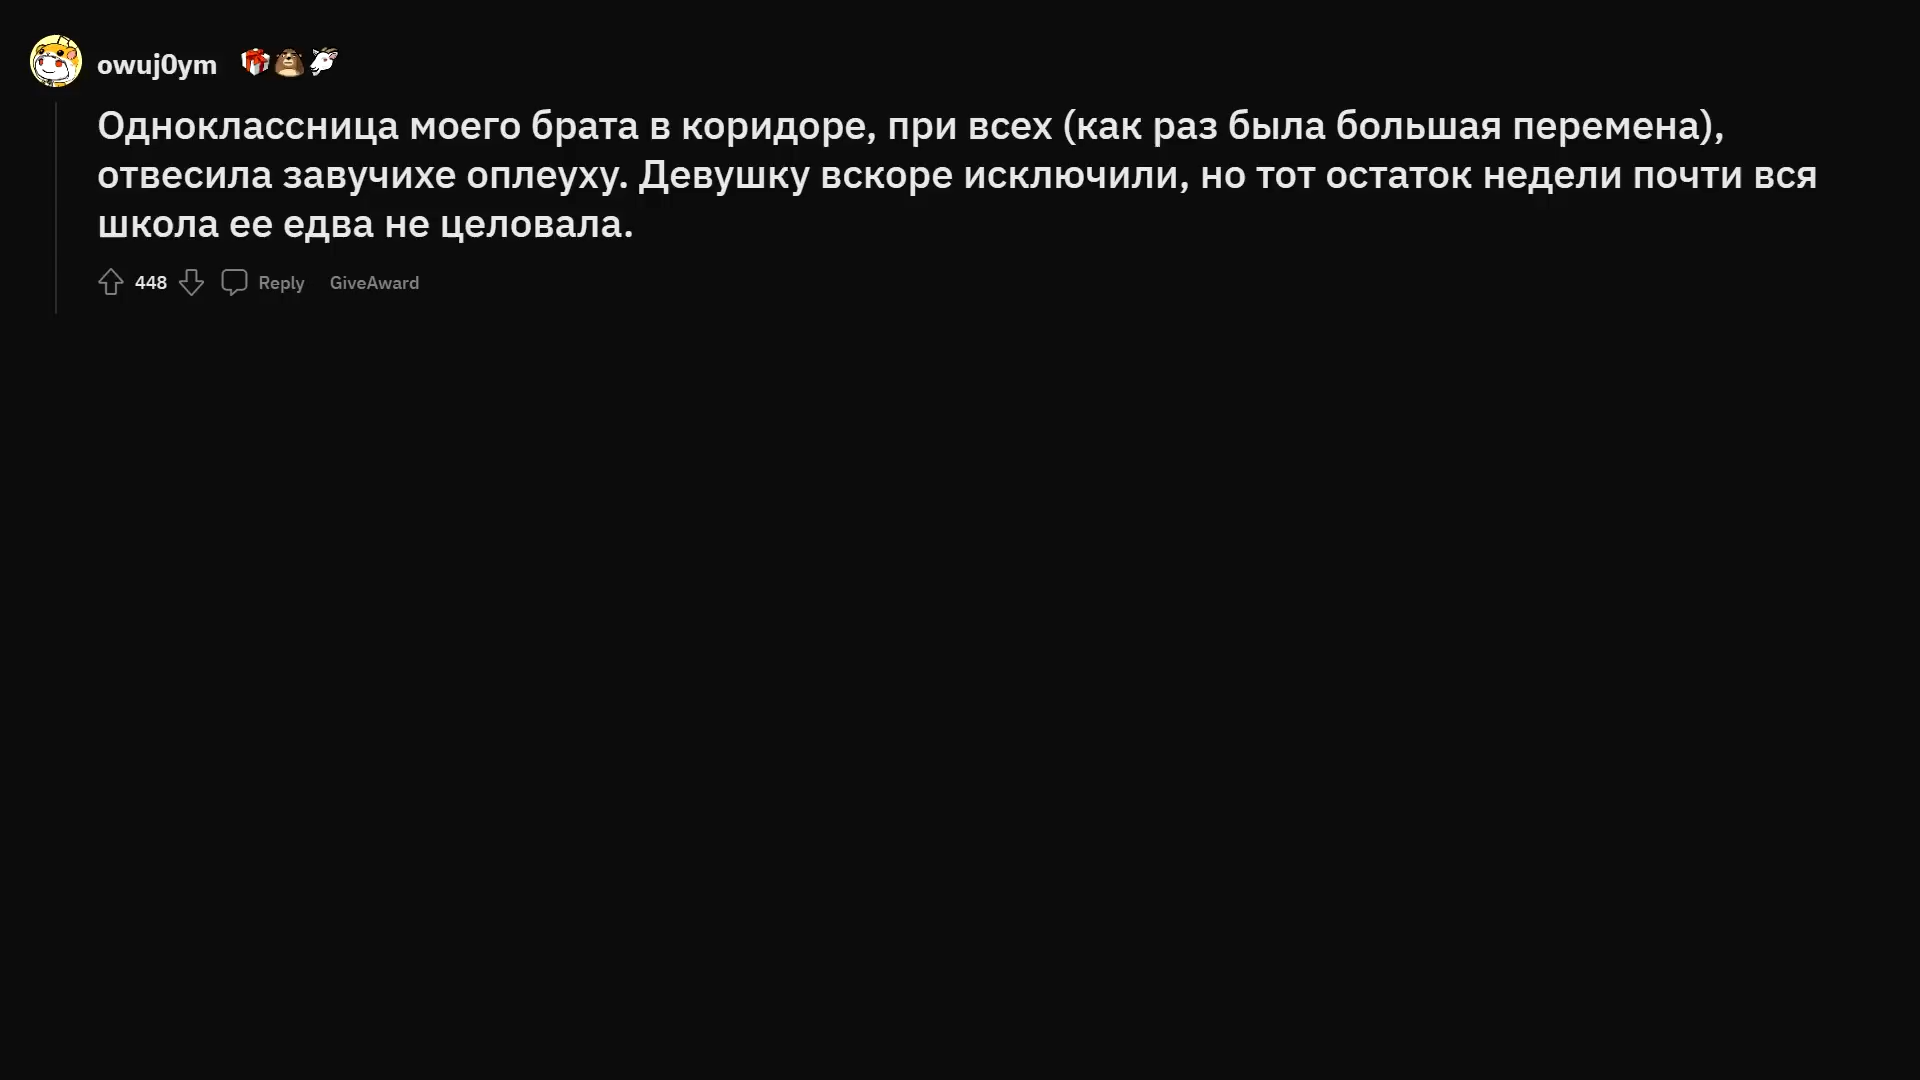 owuj0ym
Одноклассница моего брата в коридоре, при всех (как раз была большая перемена),
отвесила завучихе оплеуху. Девушку вскоре исключили, но тот остаток недели почти вся
школа ее едва не целовала.
448 Reply GiveAward